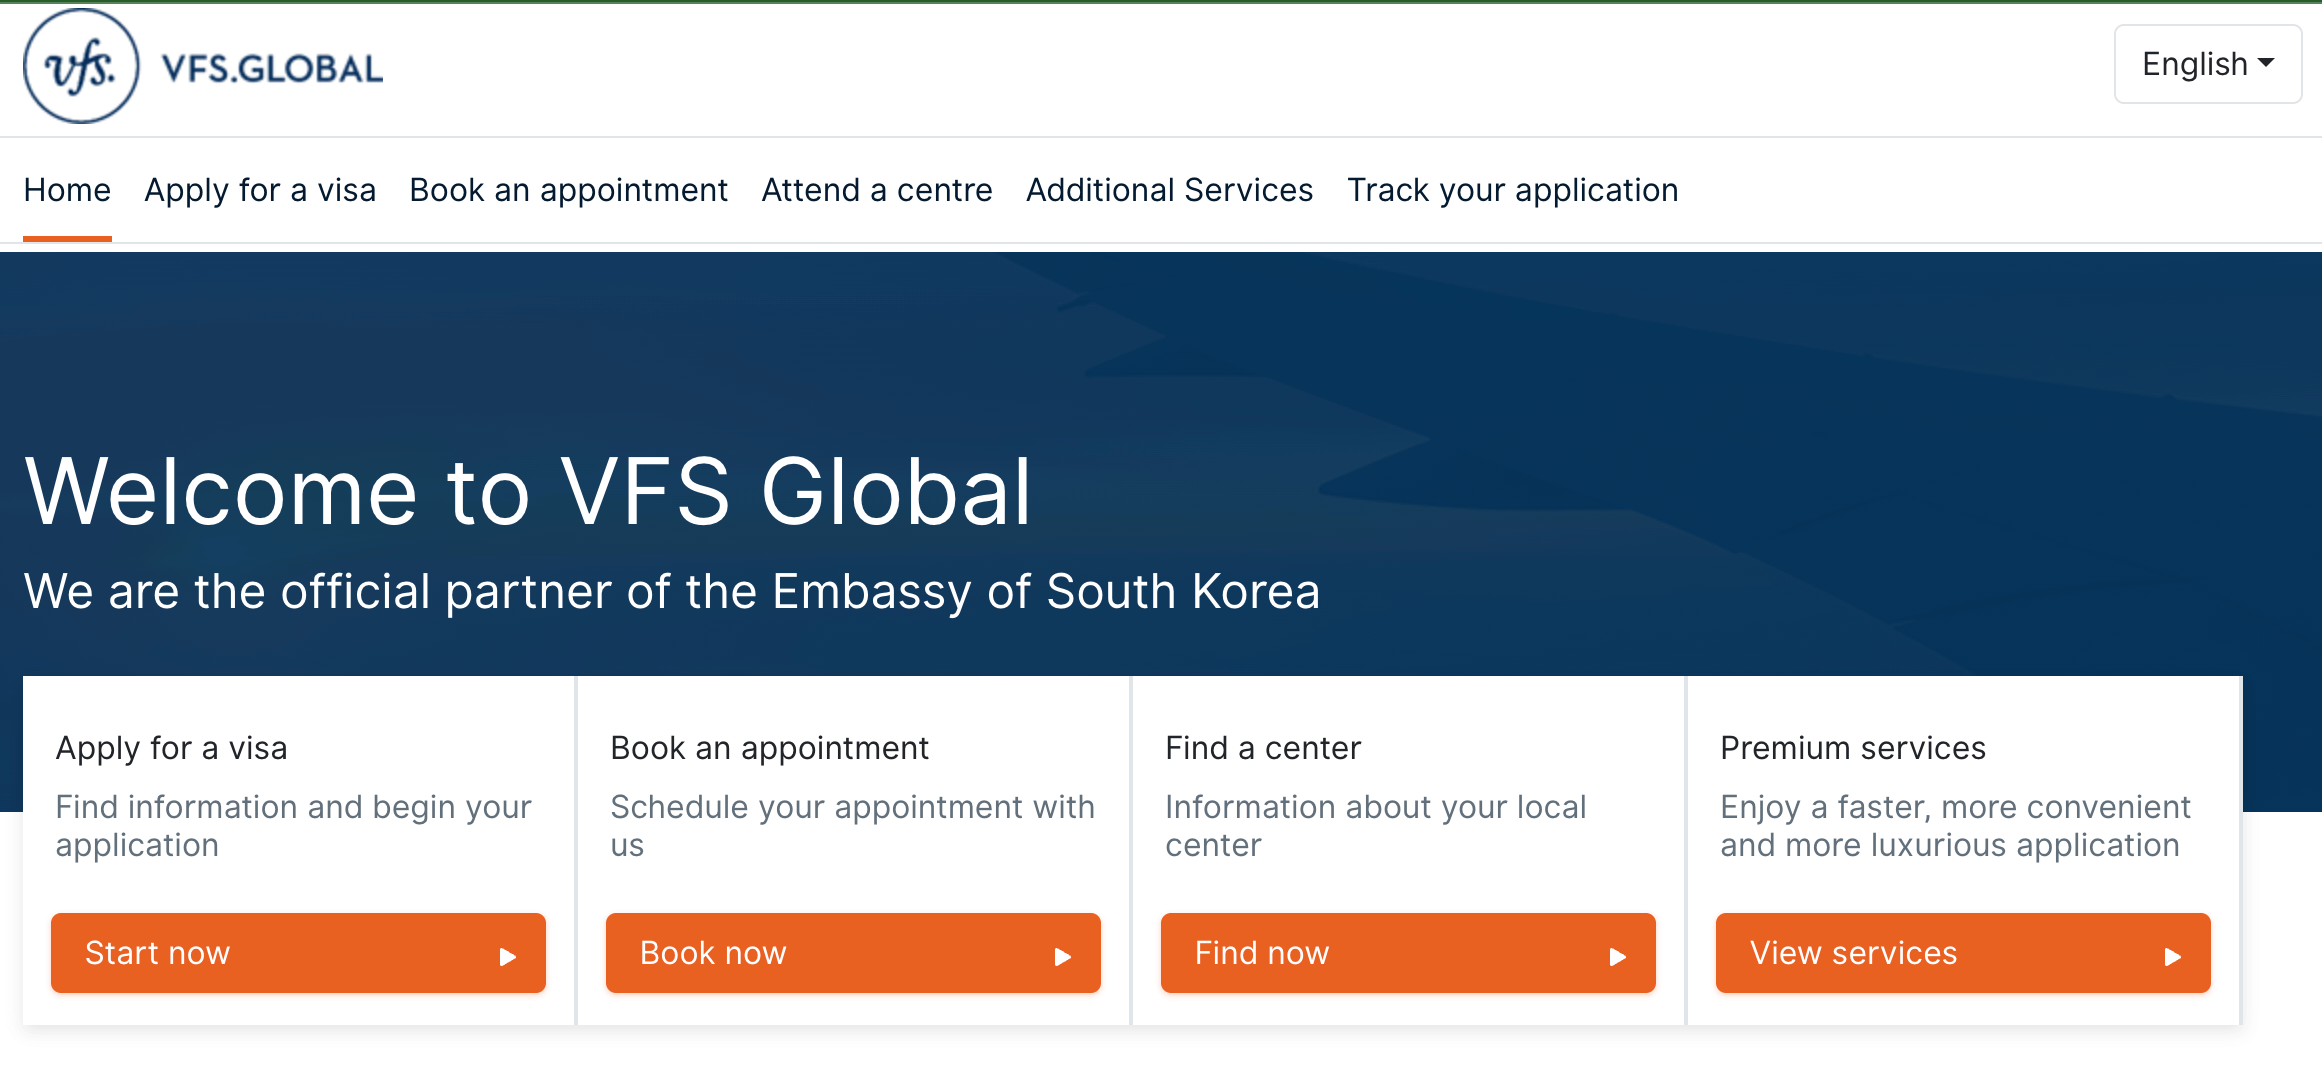 vfs. VFS.GLOBAL
English
Home Apply for a visa Book an appointment Attend a centre Additional Services Track your application
Welcome to VFS Global
We are the official partner of the Embassy of South Korea
Apply for a visa
Find information and begin your
application
Start now
Book an appointment
Schedule your appointment with
us
Book now
Find a center
Information about your local
center
Find now
Premium services
Enjoy a faster, more convenient
and more luxurious application
View services